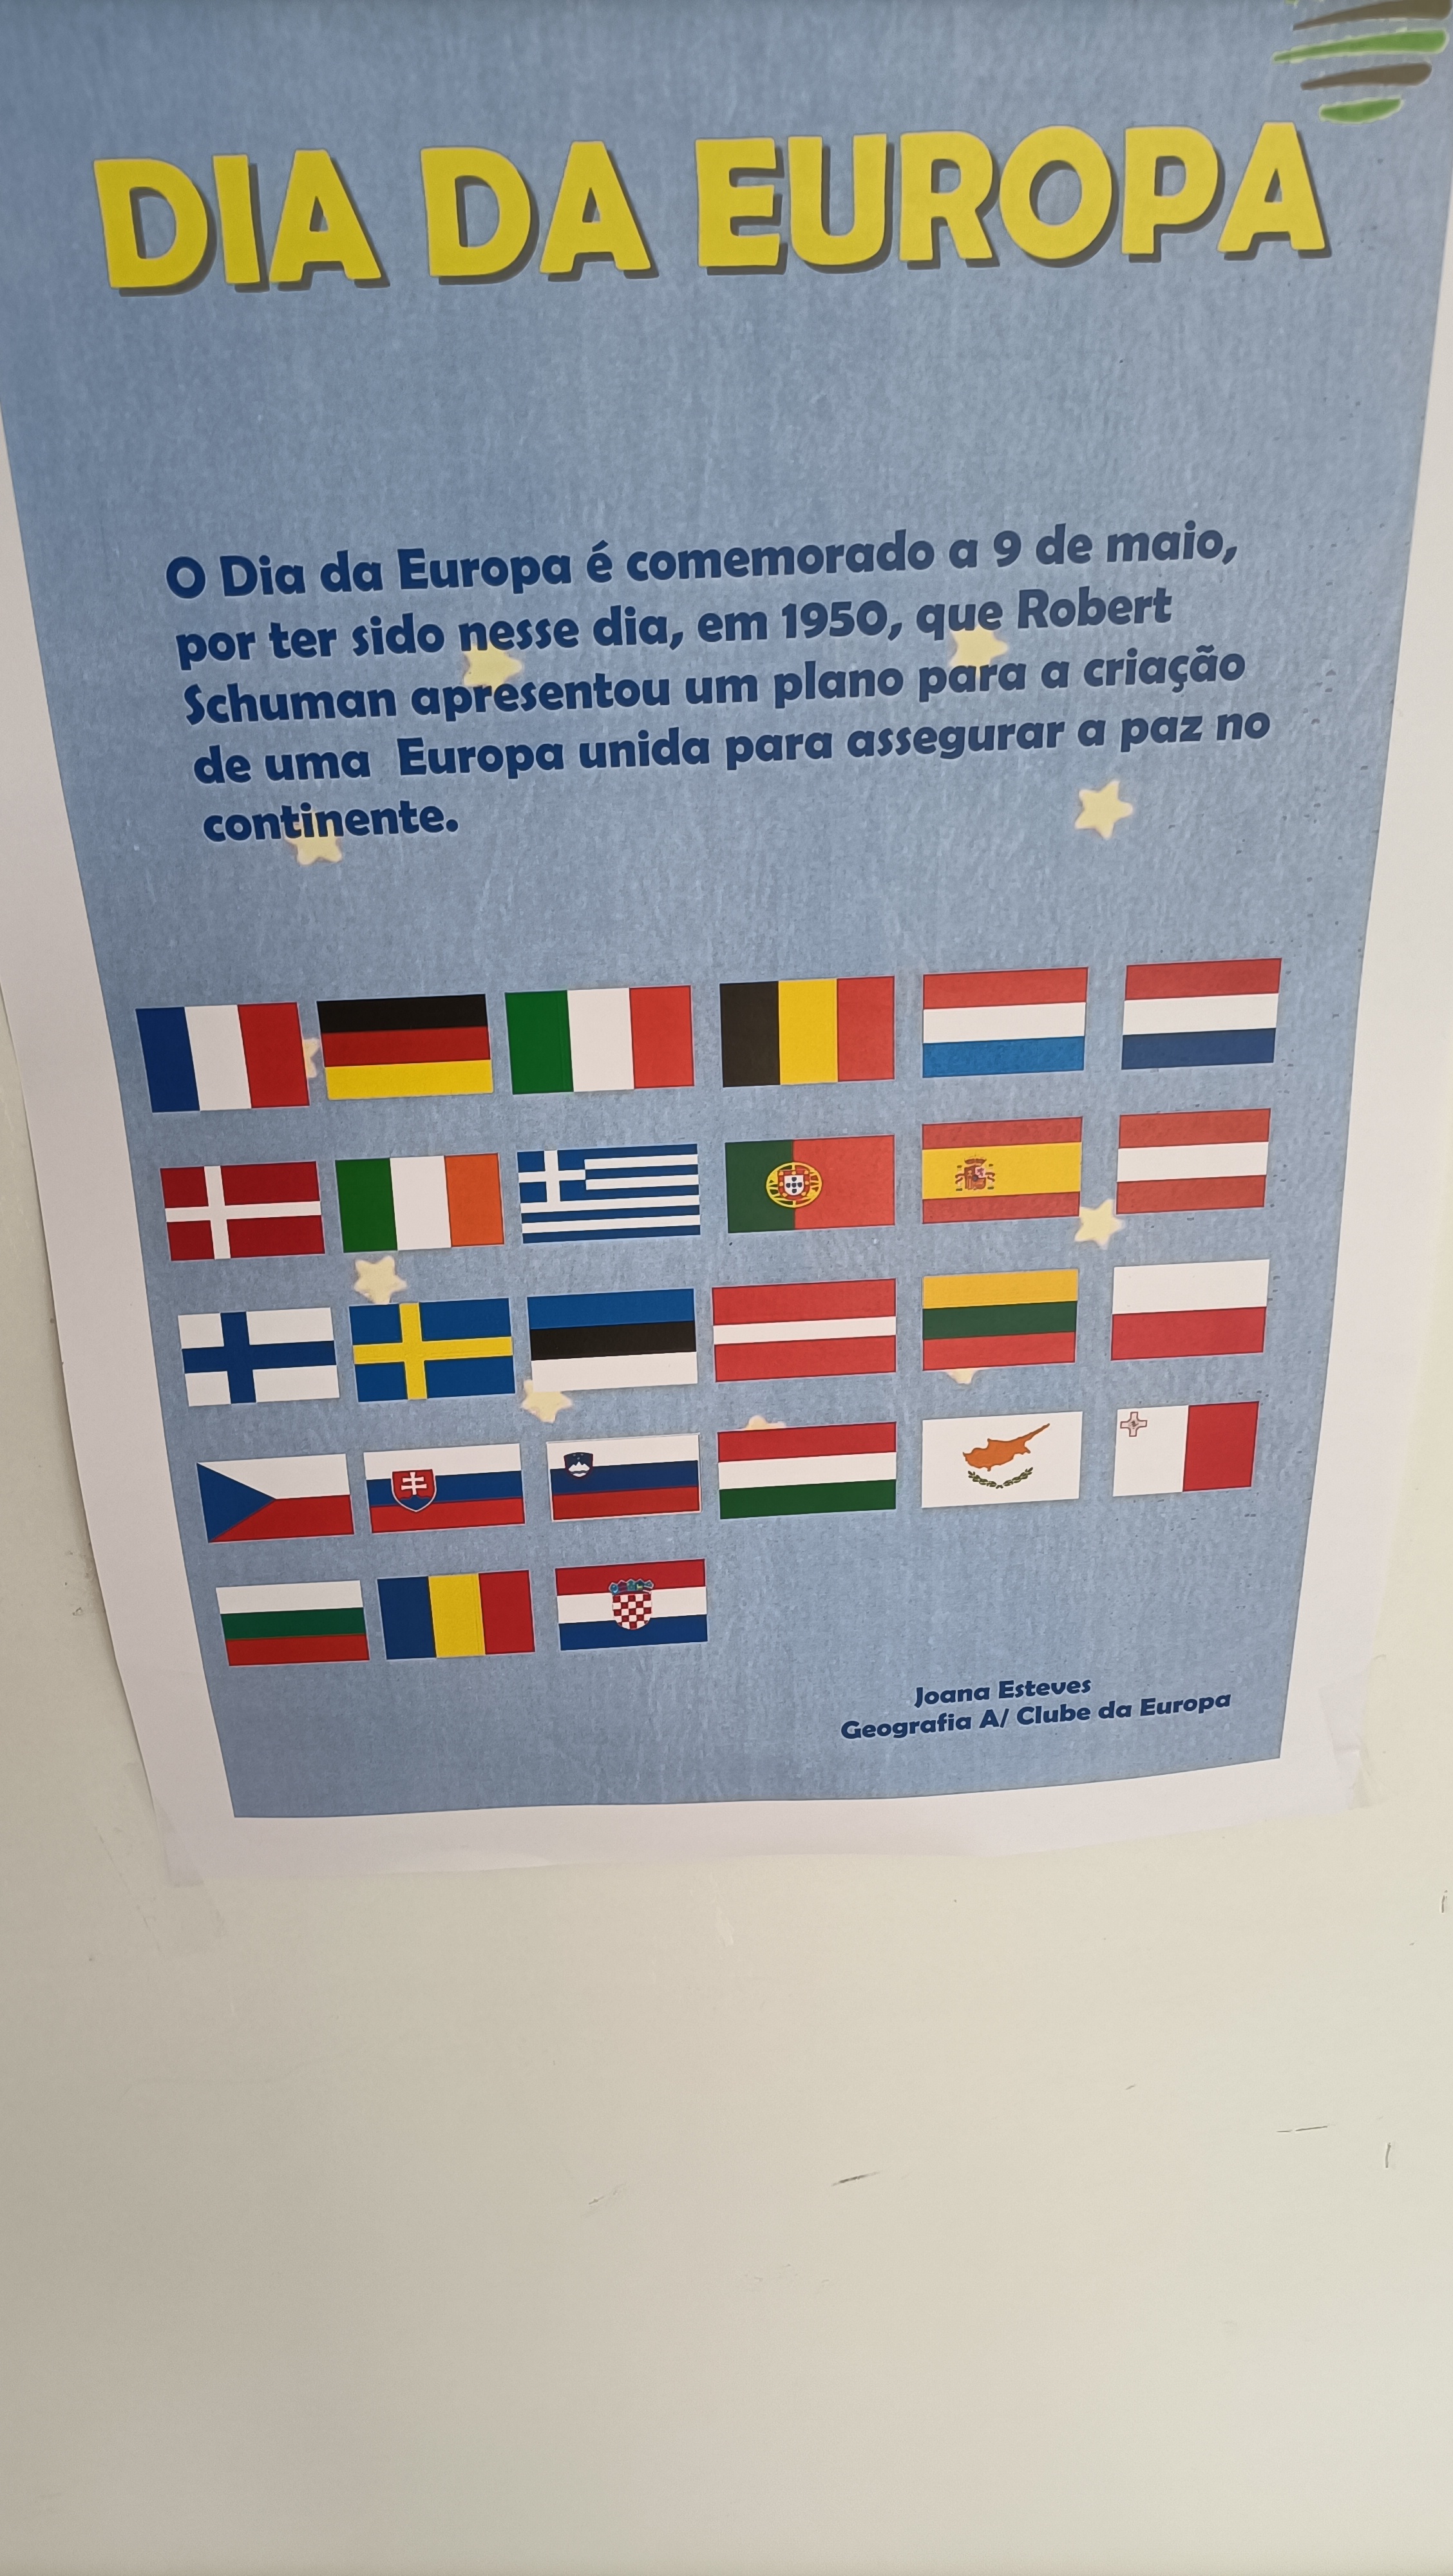 DIA DA EUROPA
O Dia da Europa é comemorado a 9 de maio,
por ter sido nesse dia, em 1950, que Robert
Schuman apresentou um plano para a criação
de uma Europa unida para assegurar a paz no
continente.
Joana Esteves
Geografia A/ Clube da Europa